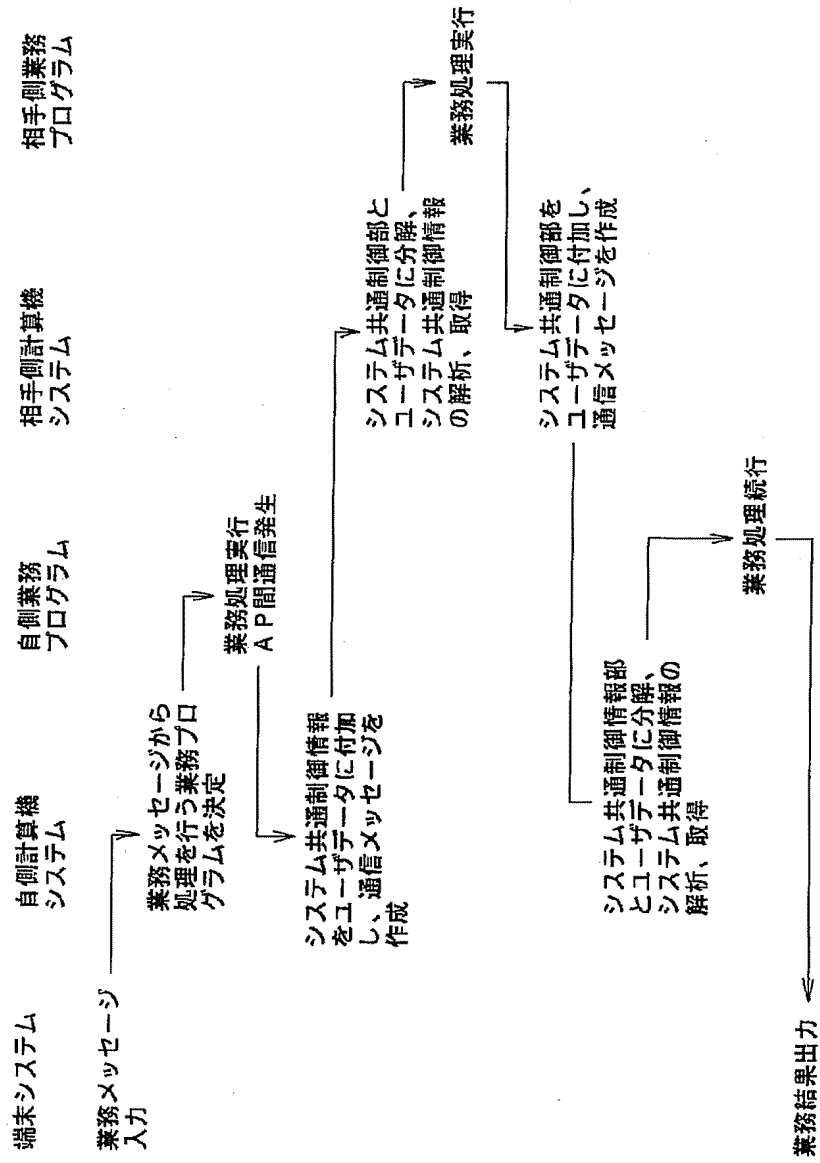 端末システム
自側計算機
システム
自側業務
プログラム
相手側計算機
システム
相手側業務
プログラム
業務メッセージ
入力
業務メッセージから
処理を行う業務プロ
グラムを決定
業務処理実行
AP間通信発生
システム共通制御情報
をユーザデータに付加
し、通信メッセージを
作成
システム共通制御部と
ユーザデータに分解、
システム共通制御情報
の解析、取得
業務処理実行
システム共通制御部を
ユーザデータに付加し、
通信メッセージを作成
システム共通制御情報部
とユーザデータに分解、
システム共通制御情報の
解析、取得
業務処理続行
業務結果出力